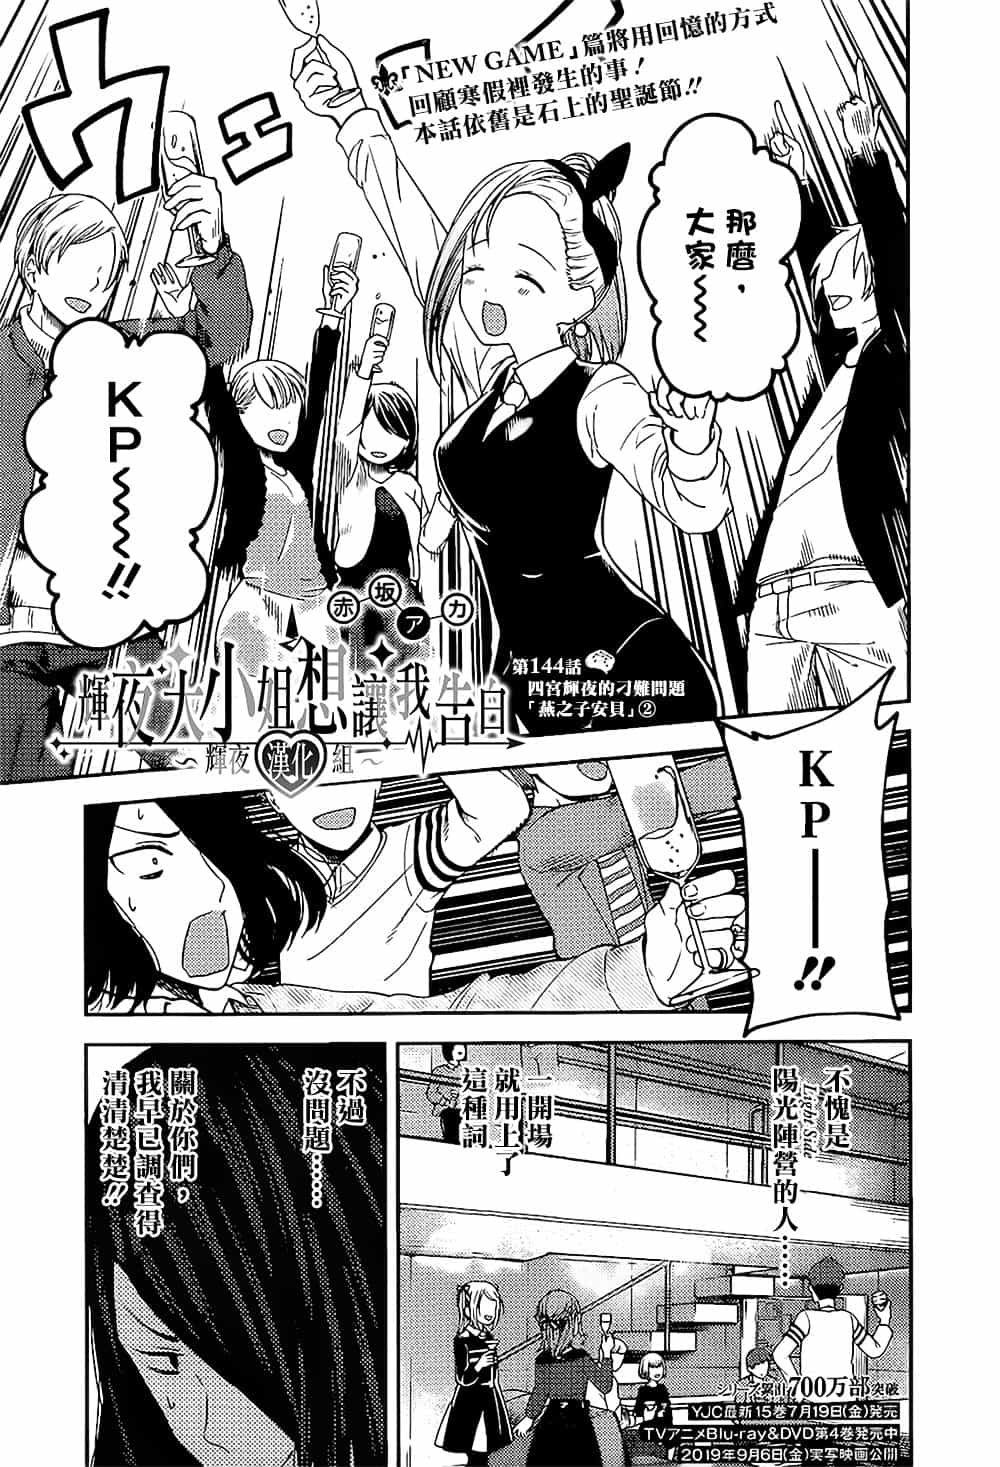 「NEW GAME」篇將用回憶的方式
回顧寒假裡發生的事！
本話依舊是石上的聖誕節!!
ウェ
那麼，
大家～～
KP～～～!!
赤坂アカ
輝夜大小姐想讓我告白
～輝夜漢化組～
第144話
四宮輝夜的刁難問題
「燕之子安貝」②
KP——!!
不愧是
陽光陣營的人……
Light Side
一開場
就用上了
這種詞
不過
沒問題……
關於你們，
我早已調查得
清清楚楚!!
シリーズ累計700万部突破
YJC最新15巻7月19日(金)発売
TVアニメBlu-ray&DVD第4巻発売中
2019年9月6日(金)実写映画公開